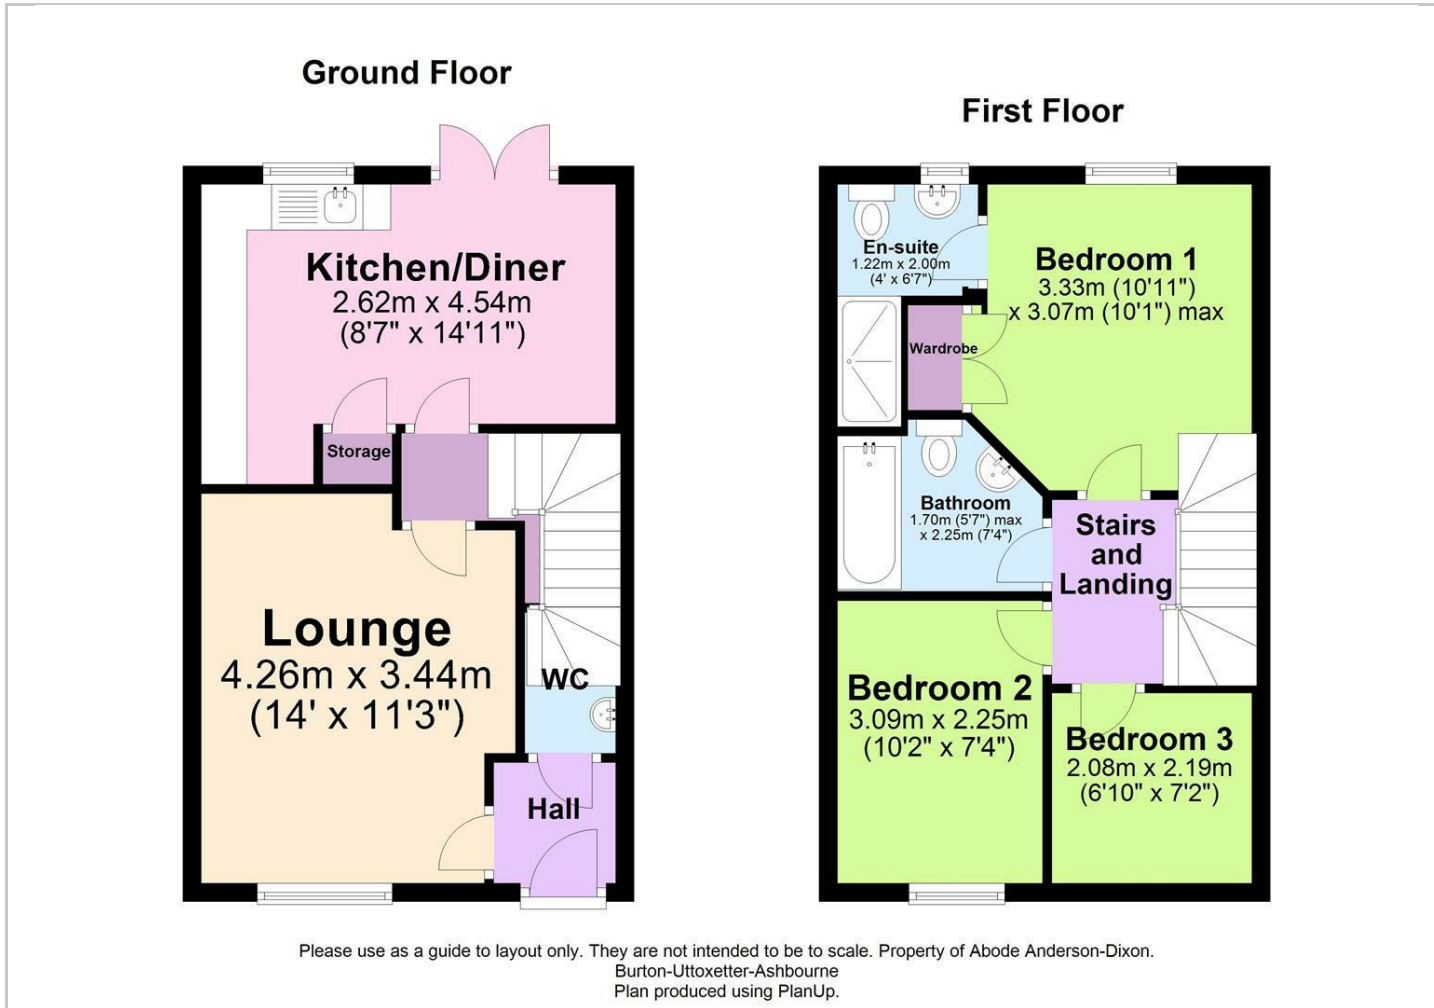 Ground Floor
Kitchen/Diner
2.62m x 4.54m
(8'7" x 14'11")
Storage
Lounge
4.26m x 3.44m
(14' x 11'3")
WC
Hall
First Floor
En-suite
1.22m x 2.00m
(4' x 6'7")
Bedroom 1
3.33m (10'11")
x 3.07m (10'1") max
Wardrobe
Bathroom
1.70m (5'7") max
x 2.25m (7'4")
Stairs
and
Landing
Bedroom 2
3.09m x 2.25m
(10'2" x 7'4")
Bedroom 3
2.08m x 2.19m
(6'10" x 7'2")
Please use as a guide to layout only. They are not intended to be to scale. Property of Abode Anderson-Dixon.
Burton-Uttoxetter-Ashbourne
Plan produced using PlanUp.